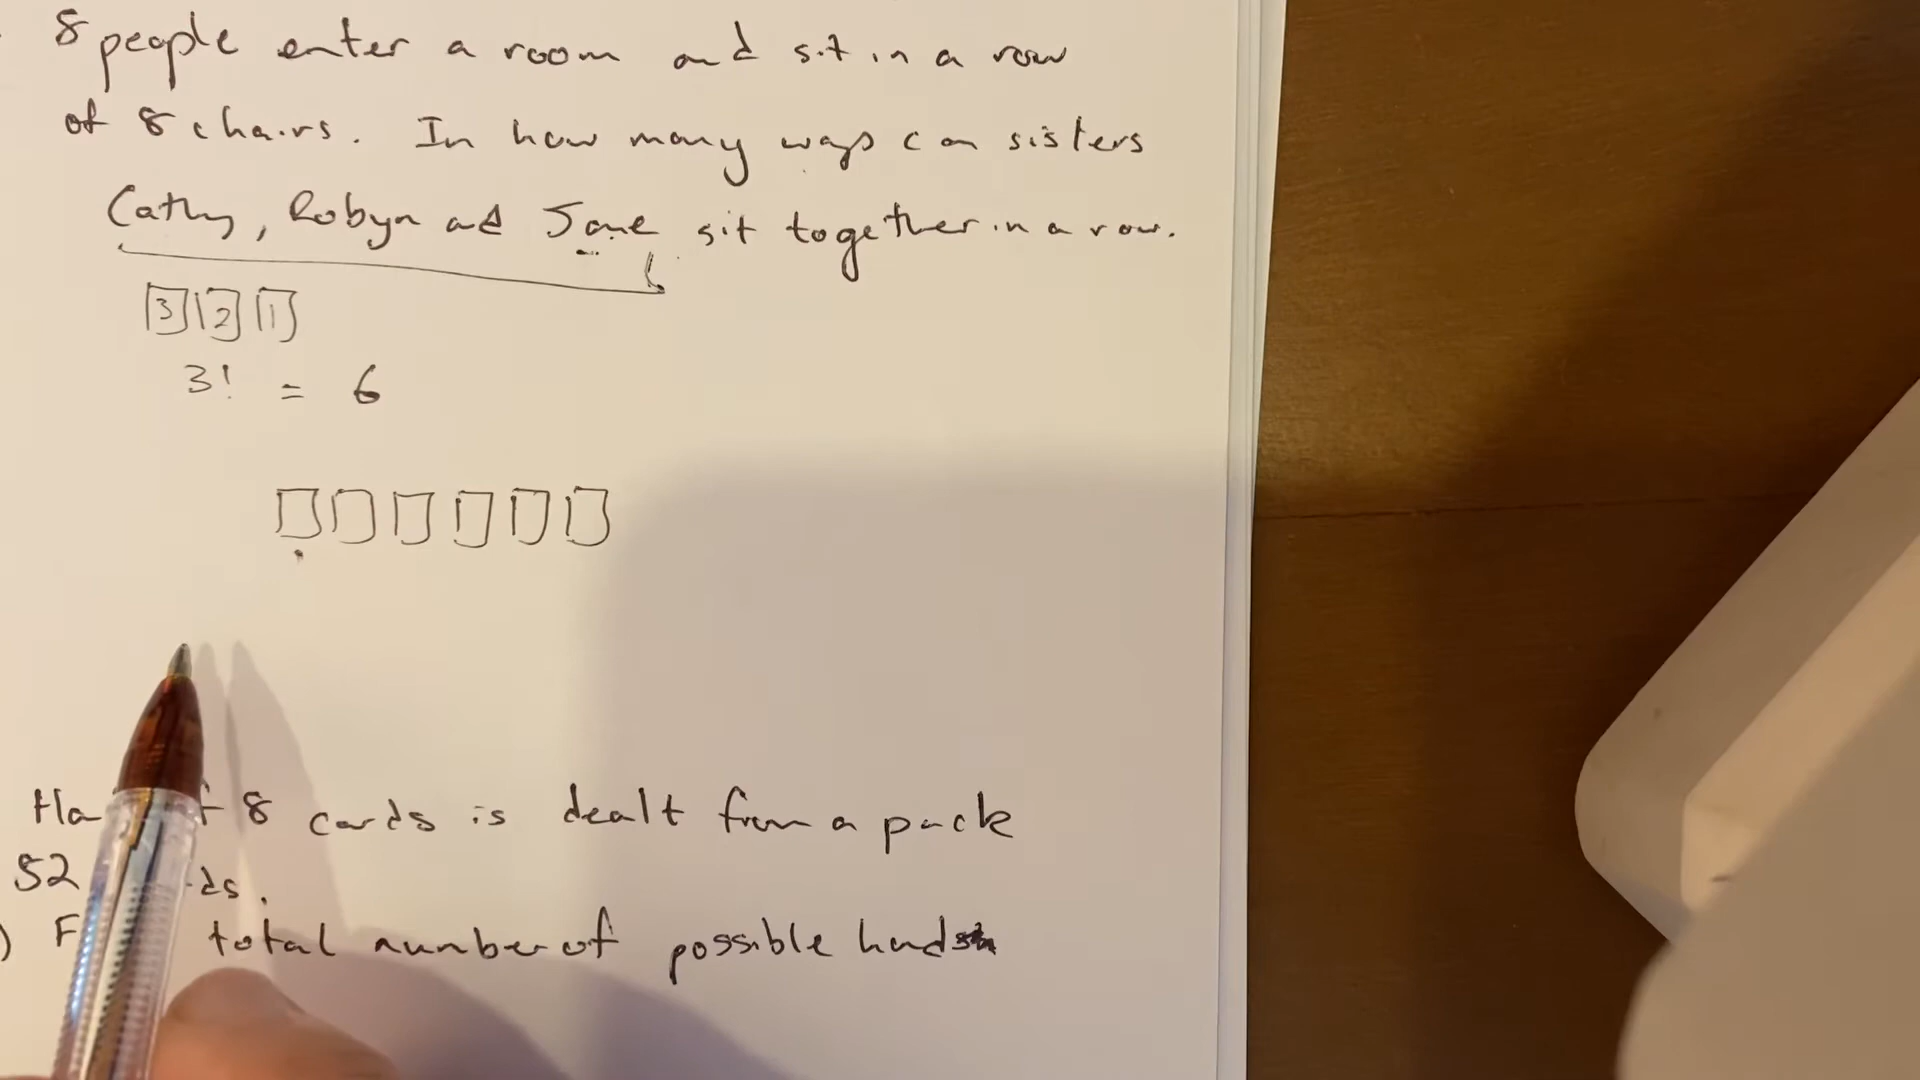 8 people enter a room and sit in a row
of 8 chairs. In how many ways can sisters
Cathy, Robyn and Jane sit together in a row.
3 2 1
3! = 6
8 cards is dealt from a pack
52
total number of possible hands